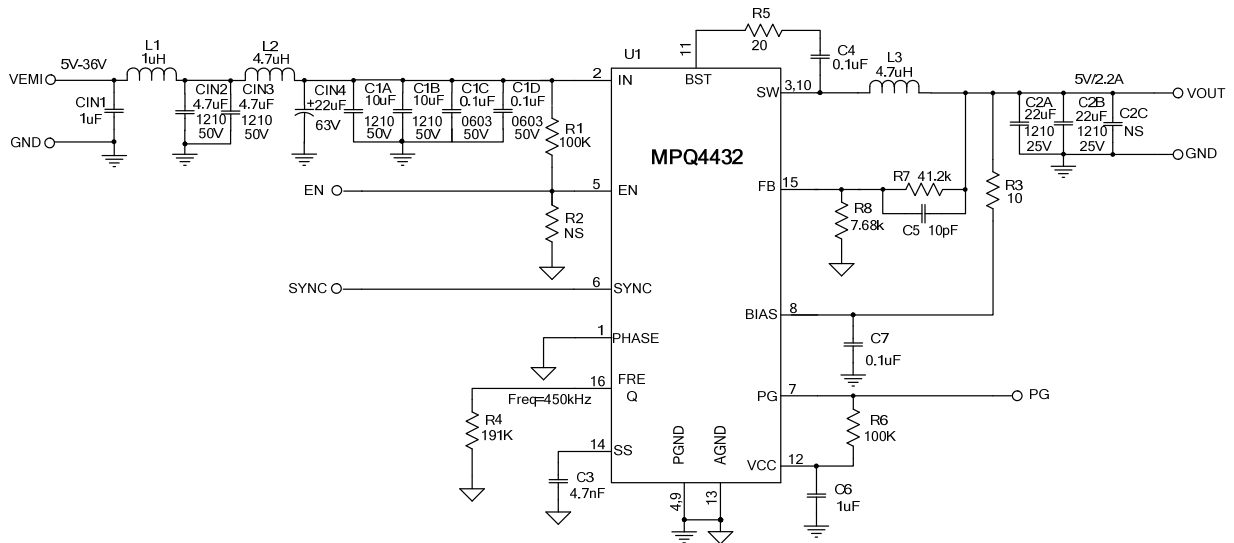 VEMI
5V-36V
L1
1uH
CIN1
1uF
GND
CIN2
4.7uF
1210
50V
CIN3
4.7uF
1210
50V
L2
4.7uH
CIN4
+22uF
63V
C1A
10uF
1210
50V
C1B
10uF
1210
50V
C1C
0.1uF
0603
50V
C1D
0.1uF
0603
50V
R1
100K
EN
R2
NS
SYNC
R4
191K
Freq=450kHz
C3
4.7nF
U1
MPQ4432
2
IN
5
EN
6
SYNC
1
PHASE
16
FRE
Q
14
SS
11
BST
3,10
SW
15
FB
8
BIAS
7
PG
12
VCC
PGND
4,9
AGND
13
R5
20
C4
0.1uF
L3
4.7uH
5V/2.2A
VOUT
C2A
22uF
1210
25V
C2B
22uF
1210
25V
C2C
NS
GND
R7 41.2k
C5 10pF
R8
7.68k
R3
10
C7
0.1uF
PG
R6
100K
C6
1uF